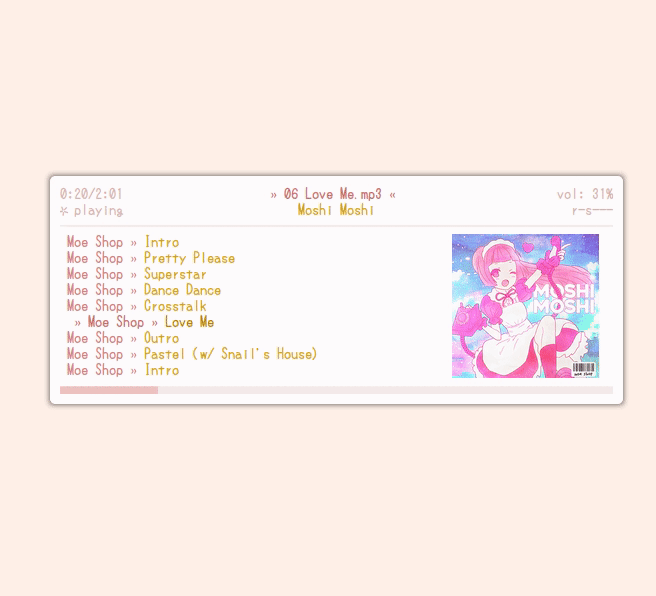 0:20/2:01
» 06 Love Me.mp3 «
vol: 31%
playing
Moshi Moshi
r-s---
Moe Shop » Intro
Moe Shop » Pretty Please
Moe Shop » Superstar
Moe Shop » Dance Dance
Moe Shop » Crosstalk
» Moe Shop » Love Me
Moe Shop » Outro
Moe Shop » Pastel (w/ Snail's House)
Moe Shop » Intro
MOSHI
MOSHI
moe shop